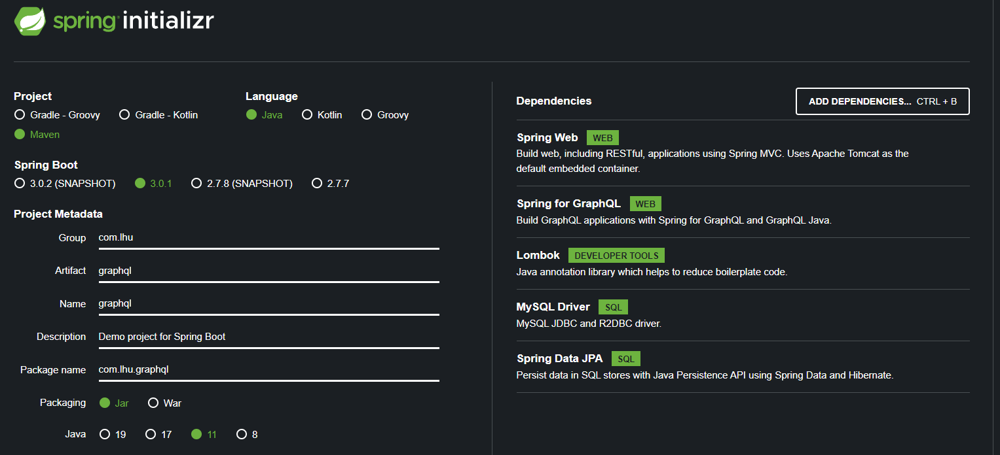 spring initializr
Project
Gradle - Groovy Gradle - Kotlin
Maven
Language
Java Kotlin Groovy
Spring Boot
3.0.2 (SNAPSHOT) 3.0.1 2.7.8 (SNAPSHOT) 2.7.7
Project Metadata
Group com.lhu
Artifact graphql
Name graphql
Description Demo project for Spring Boot
Package name com.lhu.graphql
Packaging Jar War
Java 19 17 11 8
Dependencies
ADD DEPENDENCIES... CTRL + B
Spring Web WEB
Build web, including RESTful, applications using Spring MVC. Uses Apache Tomcat as the
default embedded container.
Spring for GraphQL WEB
Build GraphQL applications with Spring for GraphQL and GraphQL Java.
Lombok DEVELOPER TOOLS
Java annotation library which helps to reduce boilerplate code.
MySQL Driver SQL
MySQL JDBC and R2DBC driver.
Spring Data JPA SQL
Persist data in SQL stores with Java Persistence API using Spring Data and Hibernate.